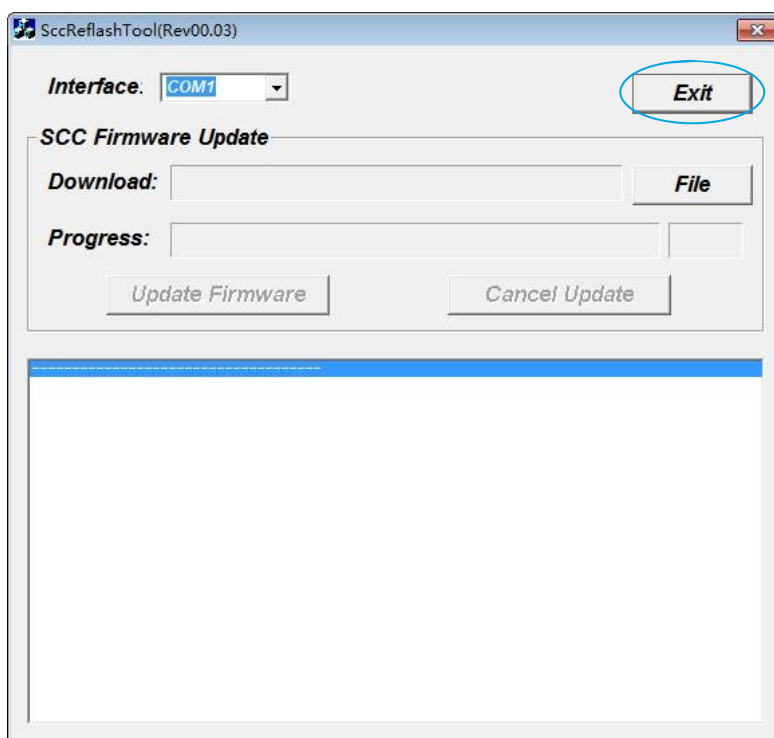 SccReflashTool(Rev00.03)
Interface: COM1
Exit
SCC Firmware Update
Download:
File
Progress:
Update Firmware
Cancel Update
------------------------------------